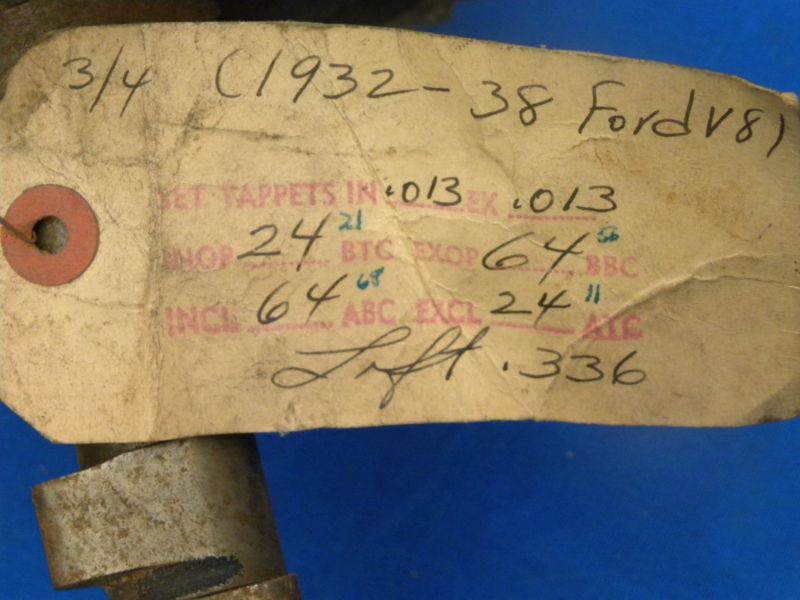 3/4 (1932-38 Ford V8)
SET TAPPETS IN .013 EX .013
INOP 24 21 BTC EXOP 64 56 BBC
INCL 64 68 ABC EXCL 24 11 ATC
Lift .336